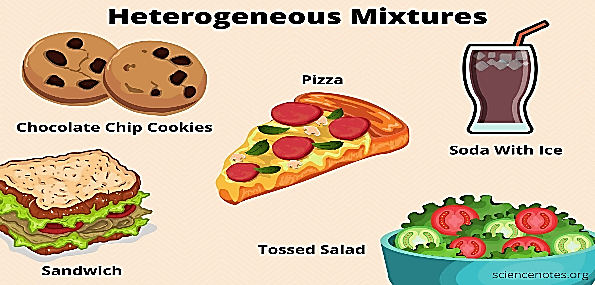 Heterogeneous Mixtures
Pizza
Chocolate Chip Cookies
Soda With Ice
Tossed Salad
Sandwich
sciencenotes.org